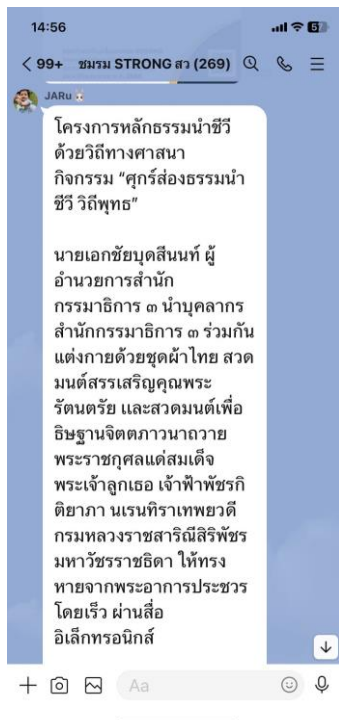 14:56
99+ ชมรม STRONG สว (269)
JARu
โครงการหลักธรรมนำชีวี
ด้วยวิถีทางศาสนา
กิจกรรม “ศุกร์ส่องธรรมนำ
ชีวี วิถีพุทธ”
นายเอกชัยบุดสีนนท์ ผู้
อำนวยการสำนัก
กรรมาธิการ ๓ นำบุคลากร
สำนักกรรมาธิการ ๓ ร่วมกัน
แต่งกายด้วยชุดผ้าไทย สวด
มนต์สรรเสริญคุณพระ
รัตนตรัย และสวดมนต์เพื่อ
ธิษฐานจิตตภาวนาถวาย
พระราชกุศลแด่สมเด็จ
พระเจ้าลูกเธอ เจ้าฟ้าพัชรกิ
ติยาภา นเรนทิราเทพยวดี
กรมหลวงราชสาริณีสิริพัชร
มหาวัชรราชธิดา ให้ทรง
หายจากพระอาการประชวร
โดยเร็ว ผ่านสื่อ
อิเล็กทรอนิกส์
Aa